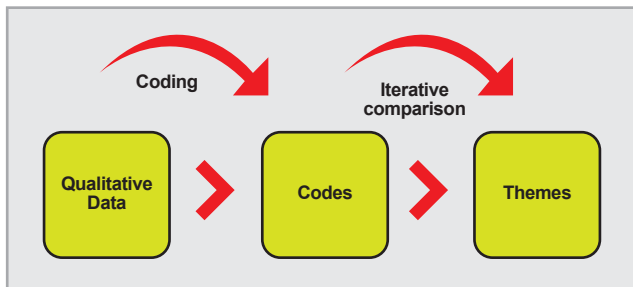 Coding
Iterative
comparison
Qualitative
Data
Codes
Themes